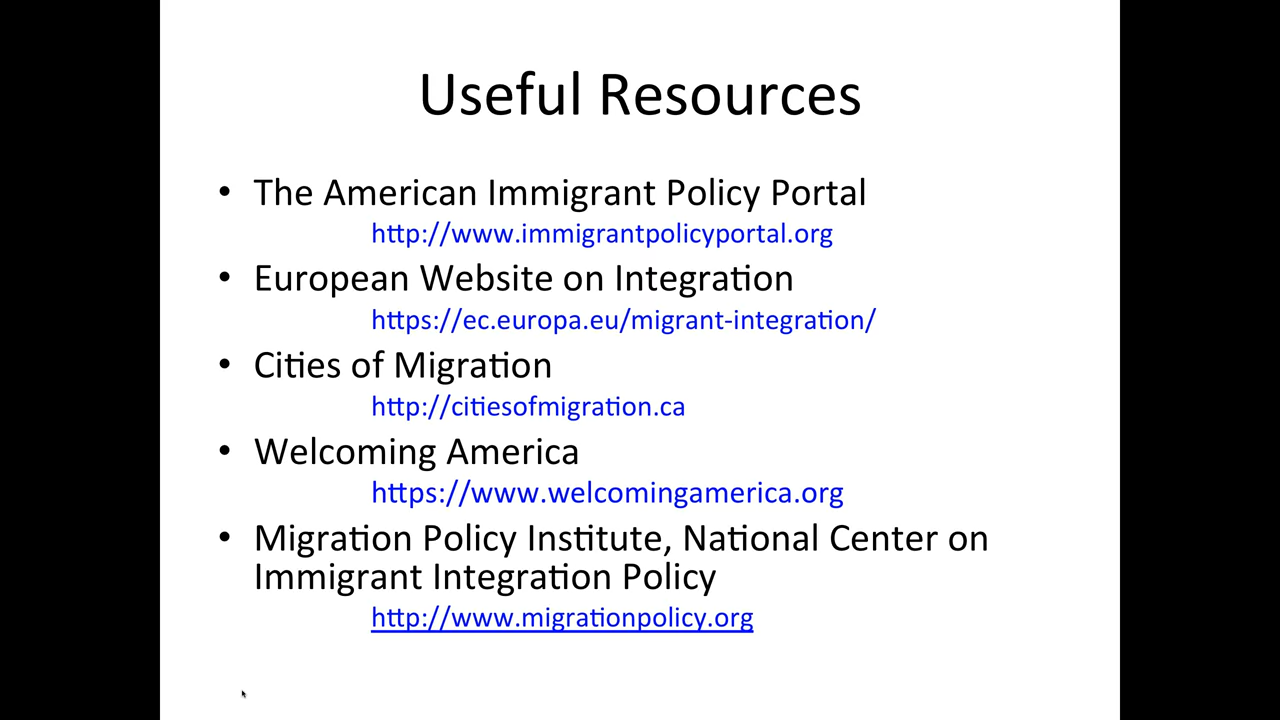 Useful Resources
• The American Immigrant Policy Portal
http://www.immigrantpolicyportal.org
• European Website on Integration
https://ec.europa.eu/migrant-integration/
• Cities of Migration
http://citiesofmigration.ca
• Welcoming America
https://www.welcomingamerica.org
• Migration Policy Institute, National Center on
Immigrant Integration Policy
http://www.migrationpolicy.org